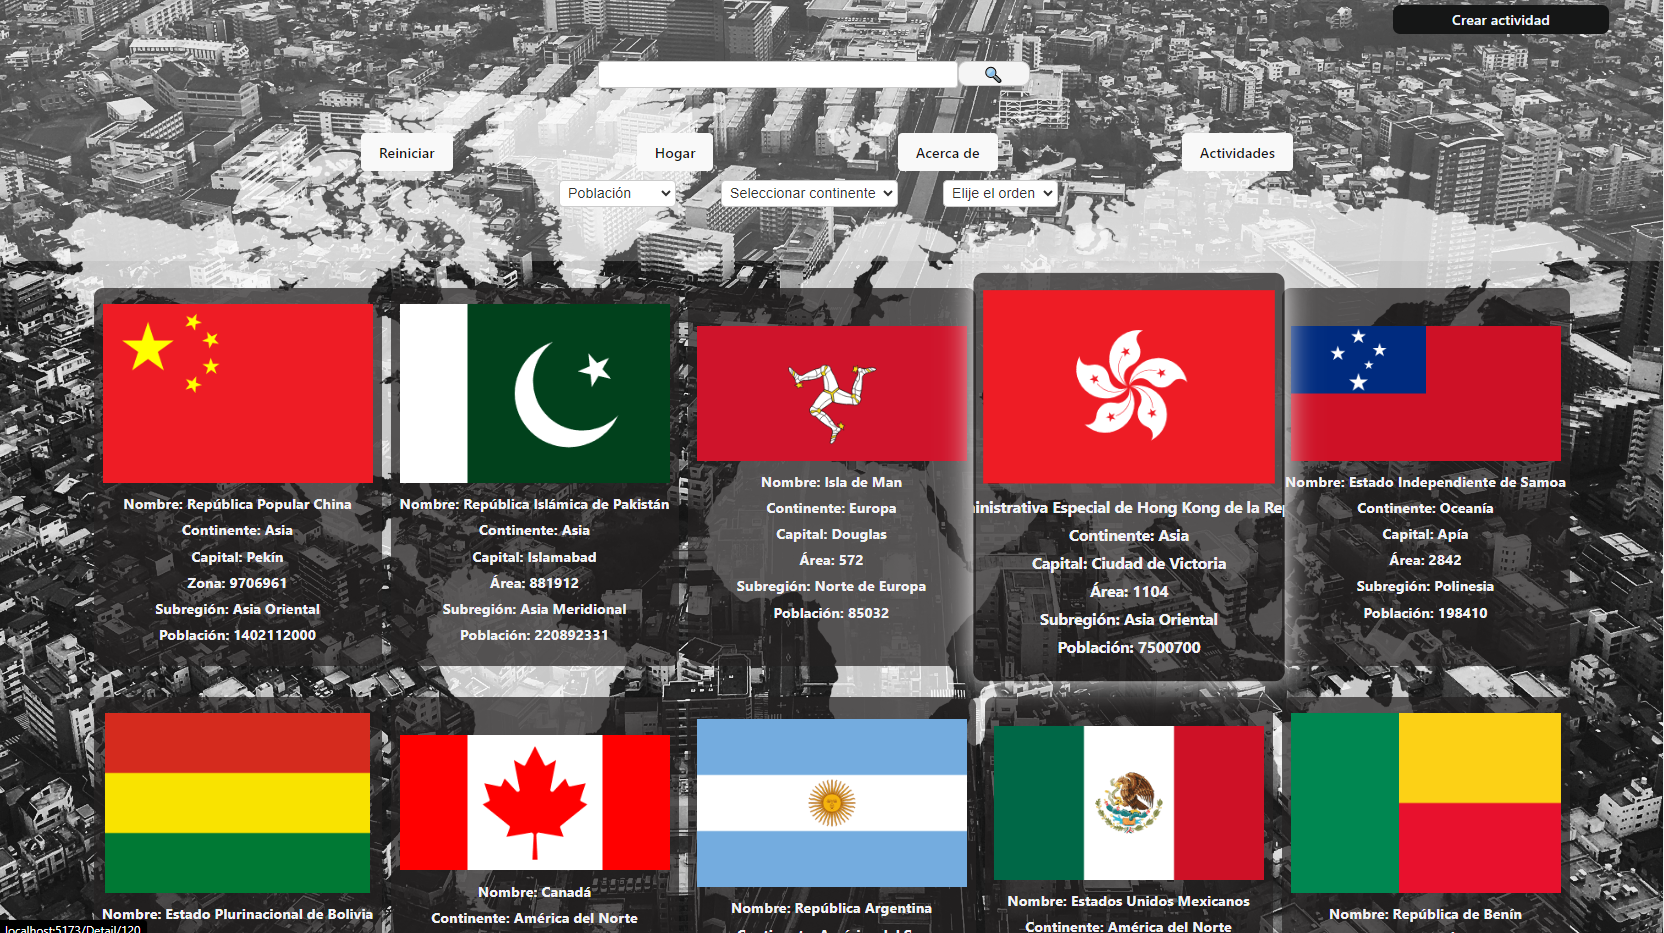 Crear actividad
Reiniciar
Hogar
Acerca de
Actividades
Población
Seleccionar continente
Elije el orden
Nombre: República Popular China
Continente: Asia
Capital: Pekín
Zona: 9706961
Subregión: Asia Oriental
Población: 1402112000
Nombre: República Islámica de Pakistán
Continente: Asia
Capital: Islamabad
Área: 881912
Subregión: Asia Meridional
Población: 220892331
Nombre: Isla de Man
Continente: Europa
Capital: Douglas
Área: 572
Subregión: Norte de Europa
Población: 85032
inistrativa Especial de Hong Kong de la Rep
Continente: Asia
Capital: Ciudad de Victoria
Área: 1104
Subregión: Asia Oriental
Población: 7500700
Nombre: Estado Independiente de Samoa
Continente: Oceanía
Capital: Apía
Área: 2842
Subregión: Polinesia
Población: 198410
Nombre: Estado Plurinacional de Bolivia
Nombre: Canadá
Continente: América del Norte
Nombre: República Argentina
Nombre: Estados Unidos Mexicanos
Continente: América del Norte
Nombre: República de Benín
localhost:5173/Detail/120